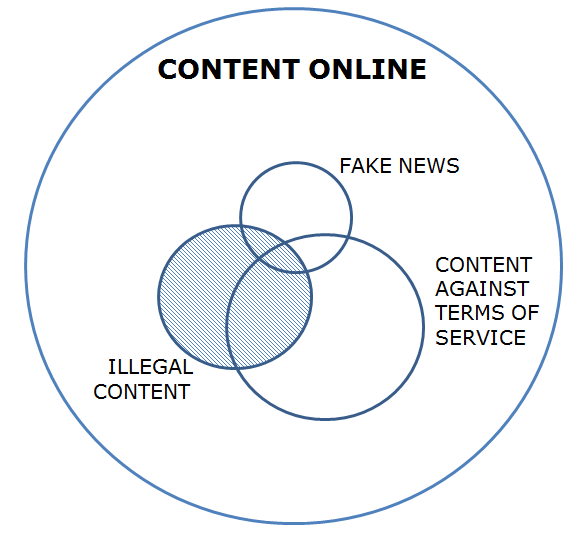 CONTENT ONLINE
FAKE NEWS
CONTENT
AGAINST
TERMS OF
SERVICE
ILLEGAL
CONTENT